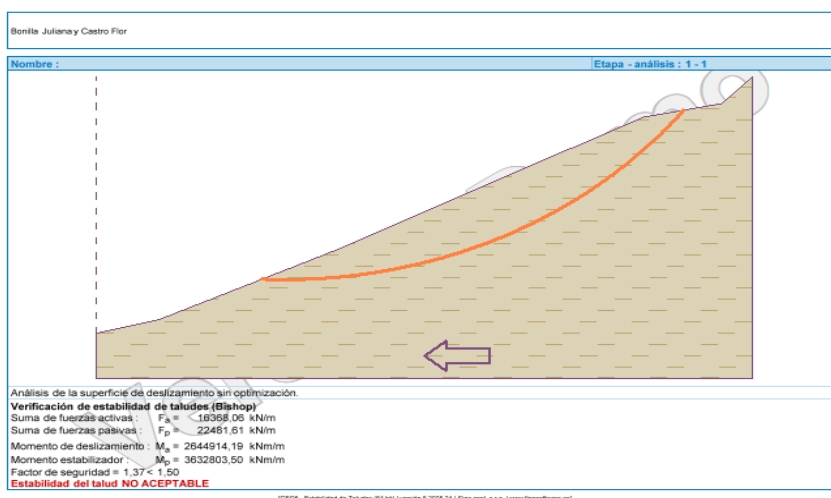 Bonilla Juliana y Castro Flor
Nombre :
Etapa - análisis : 1 - 1
Análisis de la superficie de deslizamiento sin optimización.
Verificación de estabilidad de taludes (Bishop)
Suma de fuerzas activas : Fa = 16368,06 kN/m
Suma de fuerzas pasivas : Fp = 22481,61 kN/m
Momento de deslizamiento : Ma = 2644914,19 kNm/m
Momento estabilizador : Mp = 3632803,50 kNm/m
Factor de seguridad = 1,37 < 1,50
Estabilidad del talud NO ACEPTABLE